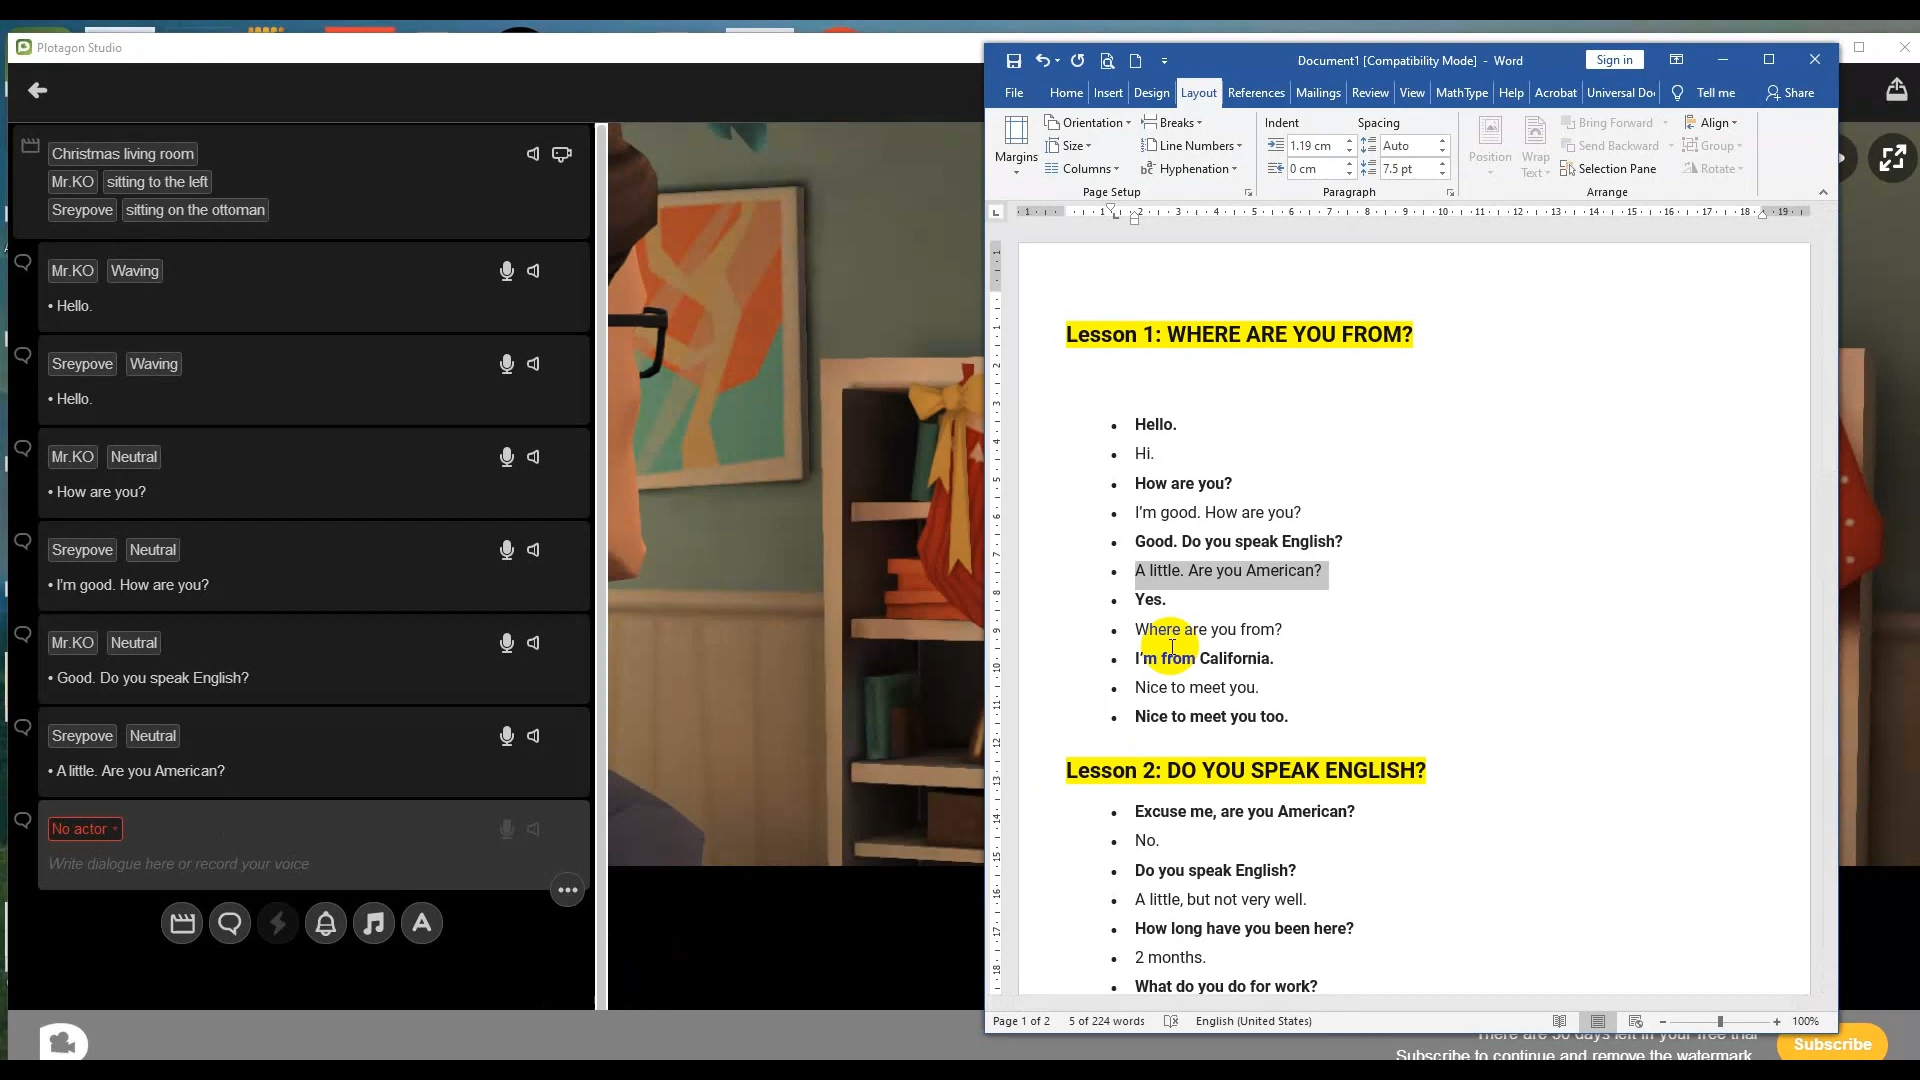 Plotagon Studio
Christmas living room
Mr.KO sitting to the left
Sreypove sitting on the ottoman
Mr.KO Waving
• Hello.
Sreypove Waving
• Hello.
Mr.KO Neutral
• How are you?
Sreypove Neutral
• I'm good. How are you?
Mr.KO Neutral
• Good. Do you speak English?
Sreypove Neutral
• A little. Are you American?
No actor
Write dialogue here or record your voice
Document1 [Compatibility Mode] - Word
Sign in
File Home Insert Design Layout References Mailings Review View MathType Help Acrobat Universal Do Tell me Share
Margins
Orientation
Size
Columns
Breaks
Line Numbers
Hyphenation
Page Setup
Indent Spacing
1.19 cm Auto
0 cm 7.5 pt
Paragraph
Position
Wrap Text
Bring Forward
Send Backward
Selection Pane
Align
Group
Rotate
Arrange
Lesson 1: WHERE ARE YOU FROM?
• Hello.
• Hi.
• How are you?
• I’m good. How are you?
• Good. Do you speak English?
• A little. Are you American?
• Yes.
• Where are you from?
• I’m from California.
• Nice to meet you.
• Nice to meet you too.
Lesson 2: DO YOU SPEAK ENGLISH?
• Excuse me, are you American?
• No.
• Do you speak English?
• A little, but not very well.
• How long have you been here?
• 2 months.
• What do you do for work?
Page 1 of 2 5 of 224 words English (United States) 100%
There are 30 days left in your free trial
Subscribe to continue and remove the watermark
Subscribe